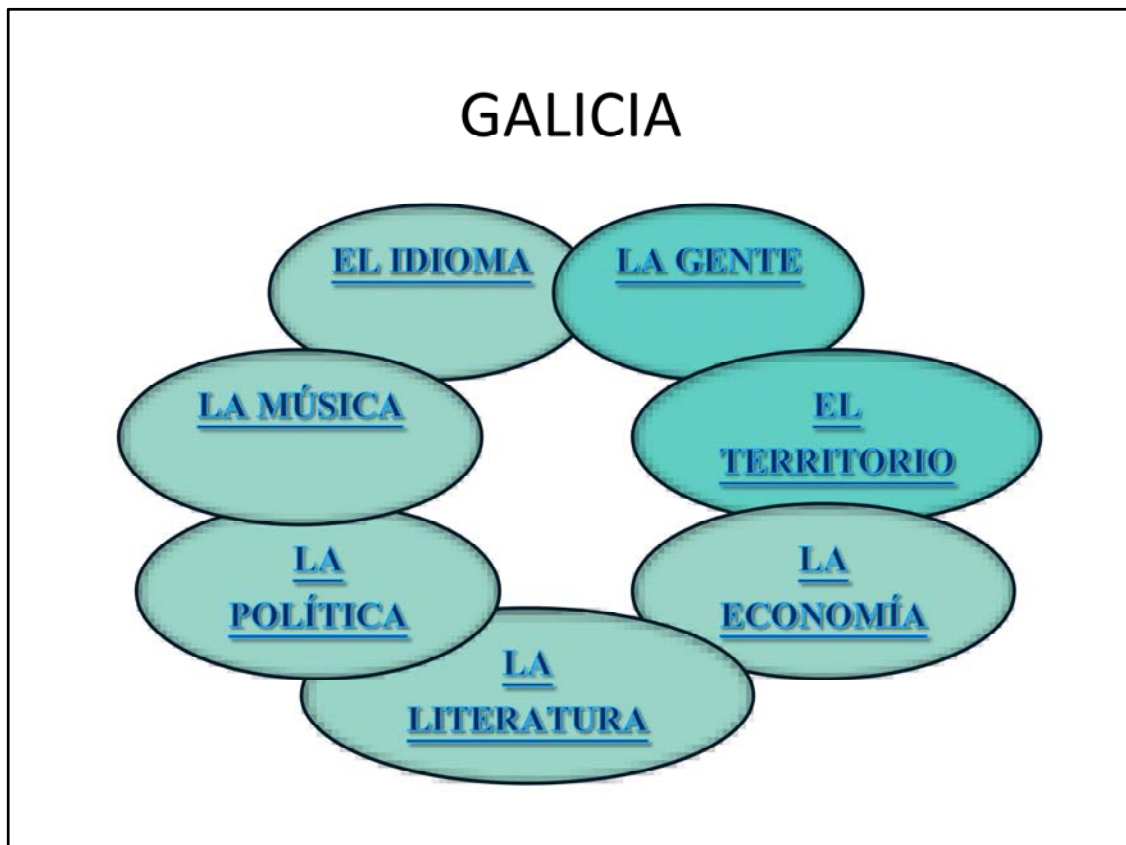 GALICIA
EL IDIOMA
LA GENTE
LA MÚSICA
EL
TERRITORIO
LA
POLÍTICA
LA
ECONOMÍA
LA
LITERATURA